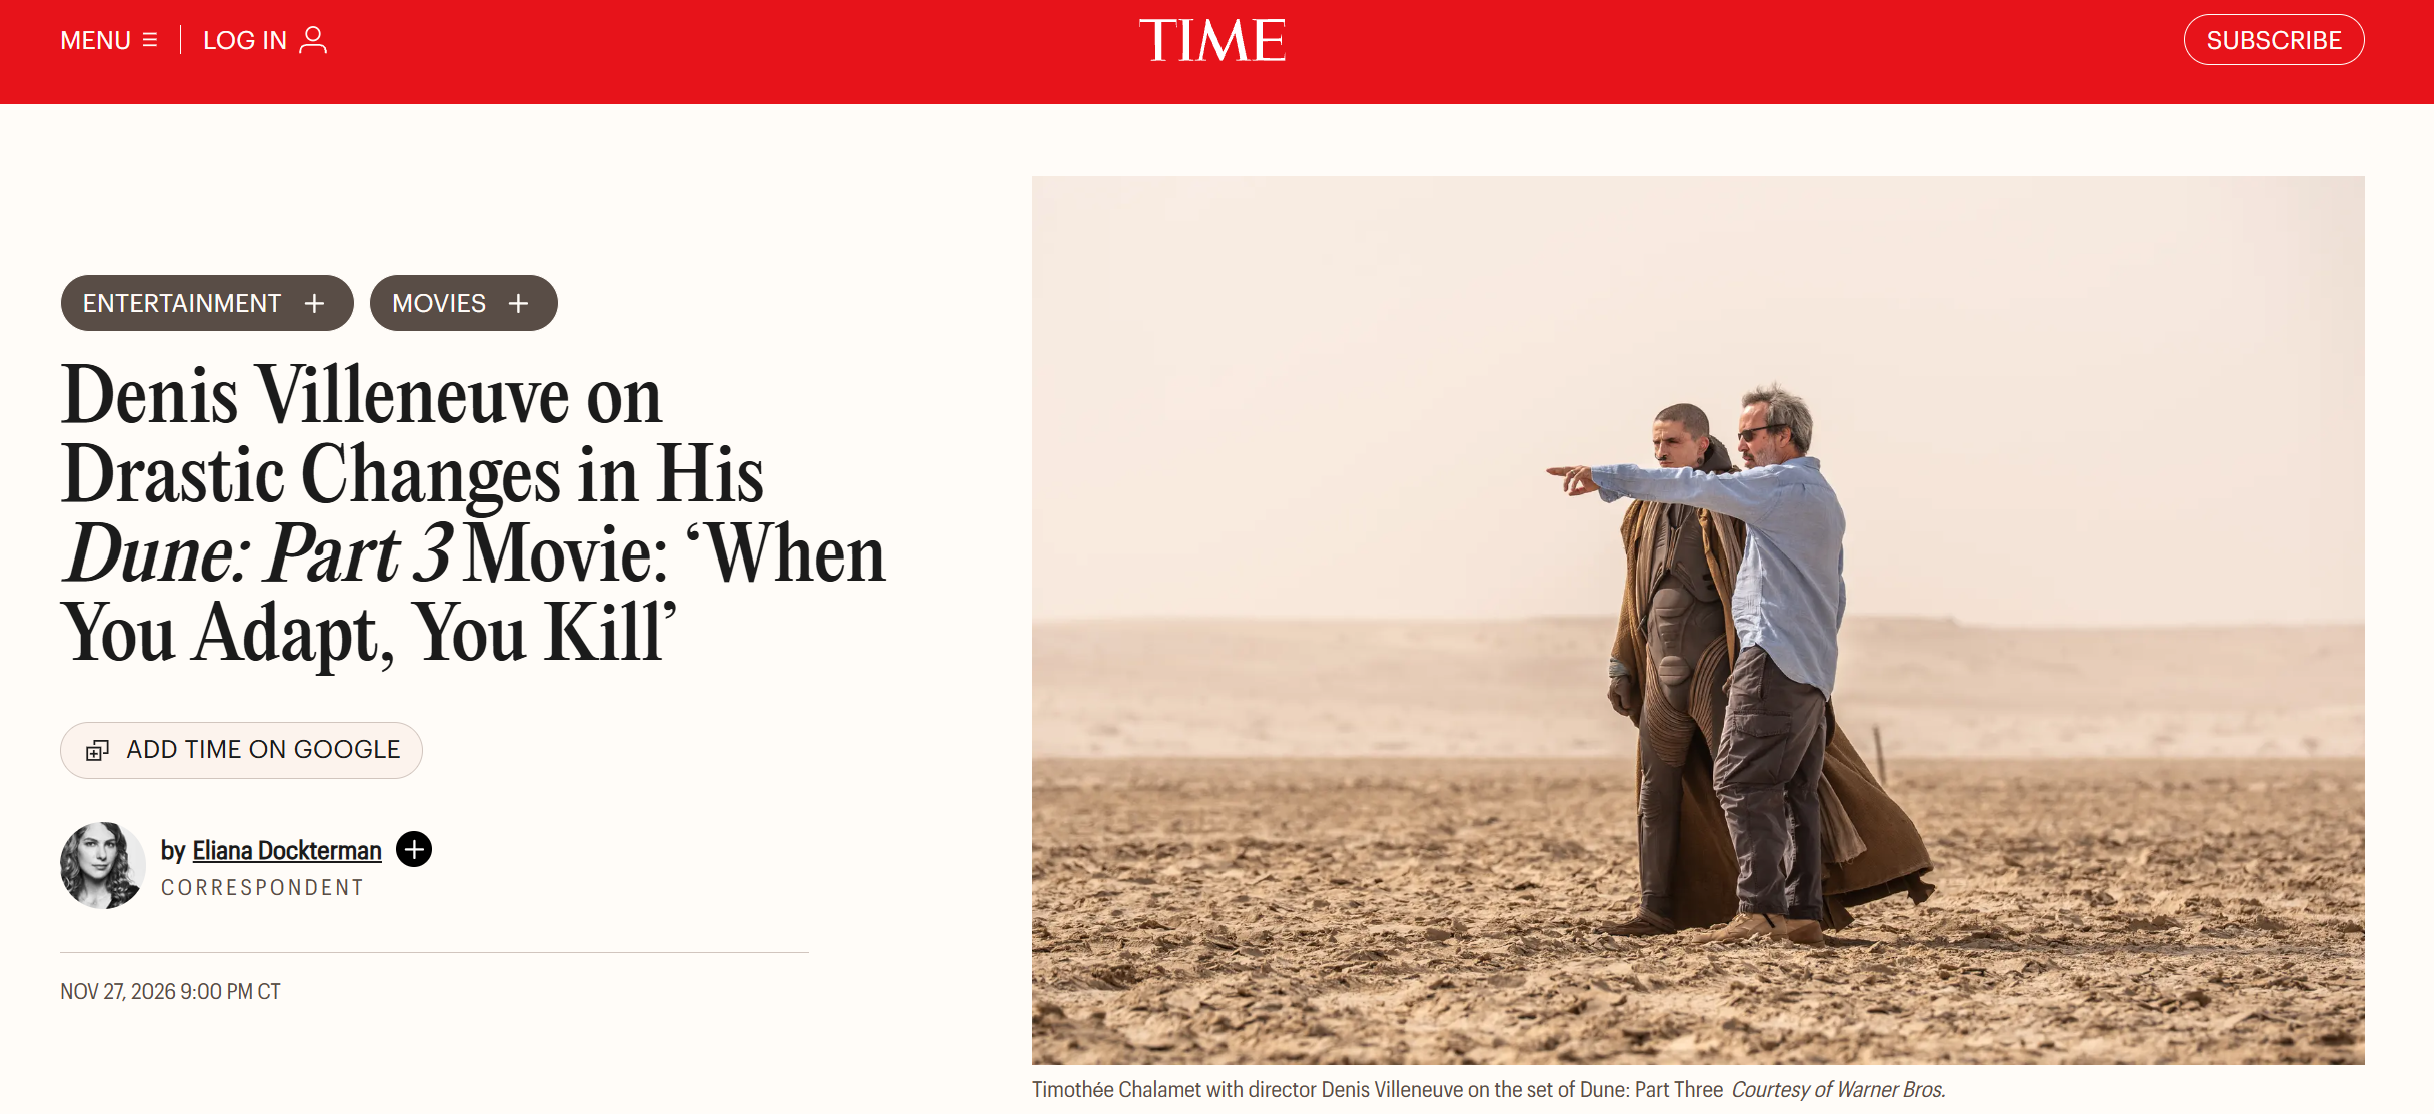 MENU
LOG IN
TIME
SUBSCRIBE
ENTERTAINMENT +
MOVIES +
Denis Villeneuve on
Drastic Changes in His
Dune: Part 3 Movie: ‘When
You Adapt, You Kill’
ADD TIME ON GOOGLE
by Eliana Dockterman
CORRESPONDENT
NOV 27, 2026 9:00 PM CT
Timothée Chalamet with director Denis Villeneuve on the set of Dune: Part Three Courtesy of Warner Bros.